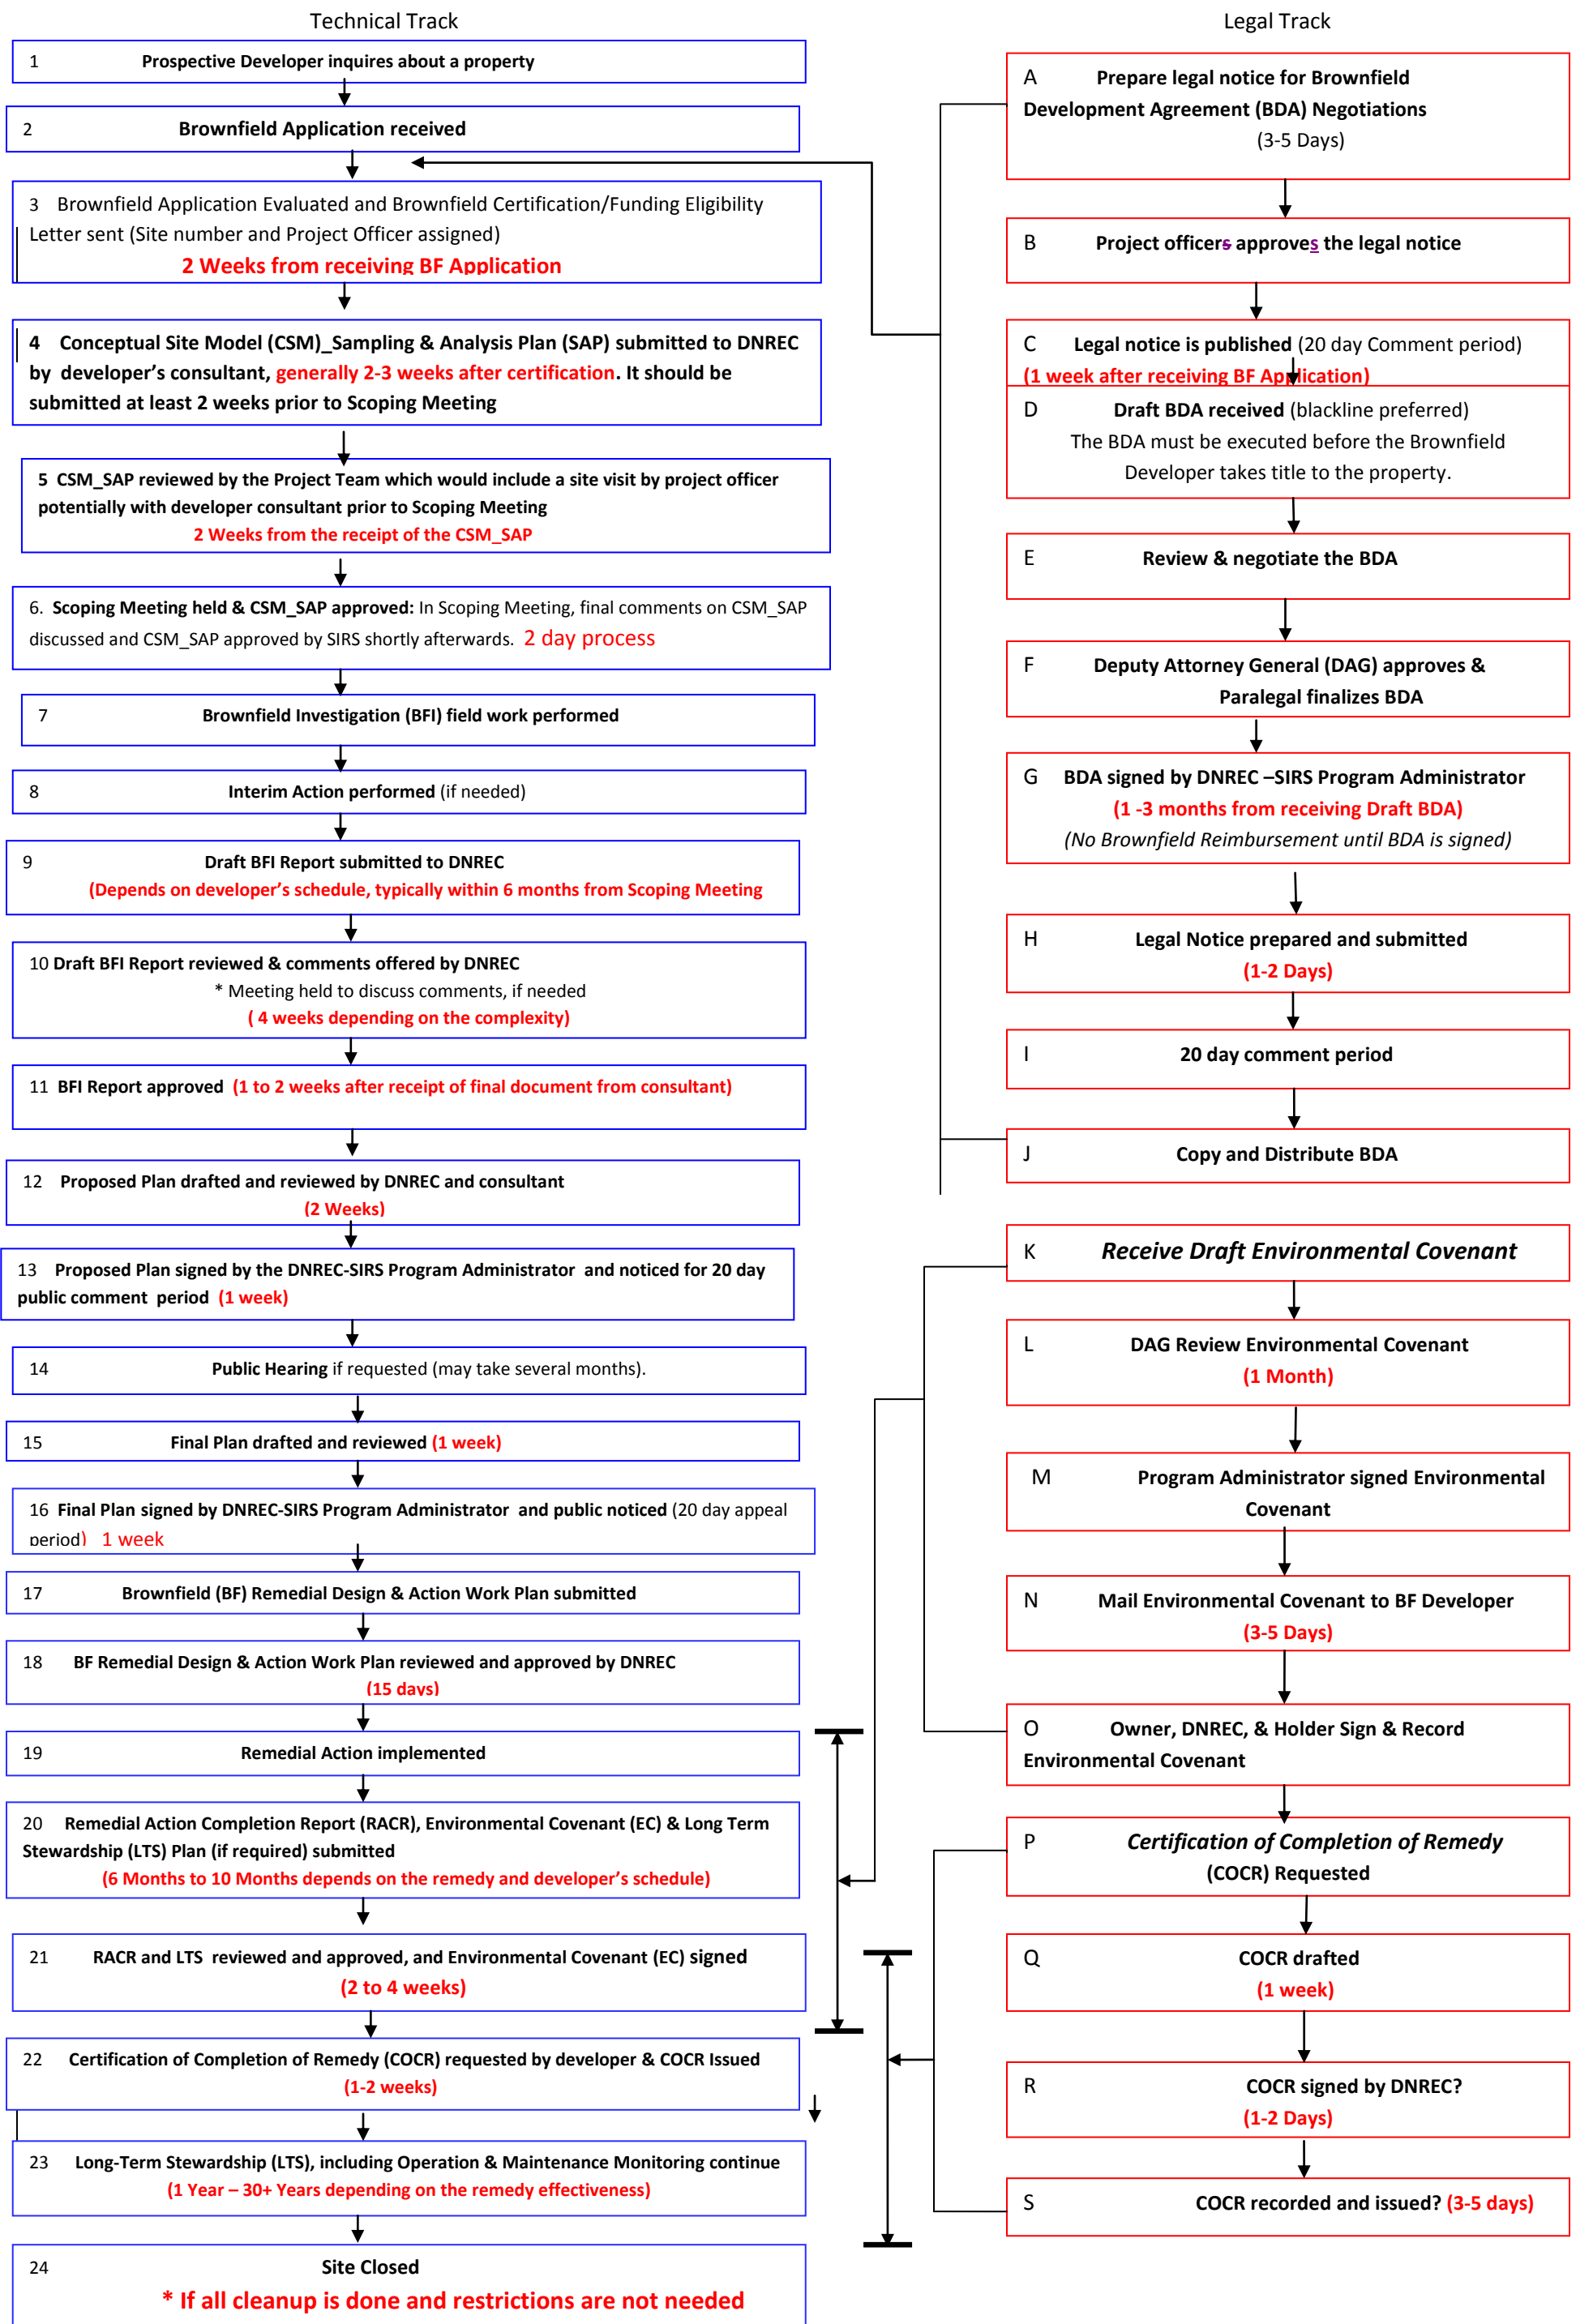 Technical Track
1 Prospective Developer inquires about a property
2 Brownfield Application received
3 Brownfield Application Evaluated and Brownfield Certification/Funding Eligibility
Letter sent (Site number and Project Officer assigned)
2 Weeks from receiving BF Application
4 Conceptual Site Model (CSM)_Sampling & Analysis Plan (SAP) submitted to DNREC
by developer's consultant, generally 2-3 weeks after certification. It should be
submitted at least 2 weeks prior to Scoping Meeting
5 CSM_SAP reviewed by the Project Team which would include a site visit by project officer
potentially with developer consultant prior to Scoping Meeting
2 Weeks from the receipt of the CSM_SAP
6. Scoping Meeting held & CSM_SAP approved: In Scoping Meeting, final comments on CSM_SAP
discussed and CSM_SAP approved by SIRS shortly afterwards. 2 day process
7 Brownfield Investigation (BFI) field work performed
8 Interim Action performed (if needed)
9 Draft BFI Report submitted to DNREC
(Depends on developer's schedule, typically within 6 months from Scoping Meeting
10 Draft BFI Report reviewed & comments offered by DNREC
* Meeting held to discuss comments, if needed
( 4 weeks depending on the complexity)
11 BFI Report approved (1 to 2 weeks after receipt of final document from consultant)
12 Proposed Plan drafted and reviewed by DNREC and consultant
(2 Weeks)
13 Proposed Plan signed by the DNREC-SIRS Program Administrator and noticed for 20 day
public comment period (1 week)
14 Public Hearing if requested (may take several months).
15 Final Plan drafted and reviewed (1 week)
16 Final Plan signed by DNREC-SIRS Program Administrator and public noticed (20 day appeal
period) 1 week
17 Brownfield (BF) Remedial Design & Action Work Plan submitted
18 BF Remedial Design & Action Work Plan reviewed and approved by DNREC
(15 days)
19 Remedial Action implemented
20 Remedial Action Completion Report (RACR), Environmental Covenant (EC) & Long Term
Stewardship (LTS) Plan (if required) submitted
(6 Months to 10 Months depends on the remedy and developer's schedule)
21 RACR and LTS reviewed and approved, and Environmental Covenant (EC) signed
(2 to 4 weeks)
22 Certification of Completion of Remedy (COCR) requested by developer & COCR Issued
(1-2 weeks)
23 Long-Term Stewardship (LTS), including Operation & Maintenance Monitoring continue
(1 Year – 30+ Years depending on the remedy effectiveness)
24 Site Closed
* If all cleanup is done and restrictions are not needed
Legal Track
A Prepare legal notice for Brownfield
Development Agreement (BDA) Negotiations
(3-5 Days)
B Project officers approves the legal notice
C Legal notice is published (20 day Comment period)
(1 week after receiving BF Application)
D Draft BDA received (blackline preferred)
The BDA must be executed before the Brownfield
Developer takes title to the property.
E Review & negotiate the BDA
F Deputy Attorney General (DAG) approves &
Paralegal finalizes BDA
G BDA signed by DNREC –SIRS Program Administrator
(1 -3 months from receiving Draft BDA)
(No Brownfield Reimbursement until BDA is signed)
H Legal Notice prepared and submitted
(1-2 Days)
I 20 day comment period
J Copy and Distribute BDA
K Receive Draft Environmental Covenant
L DAG Review Environmental Covenant
(1 Month)
M Program Administrator signed Environmental
Covenant
N Mail Environmental Covenant to BF Developer
(3-5 Days)
O Owner, DNREC, & Holder Sign & Record
Environmental Covenant
P Certification of Completion of Remedy
(COCR) Requested
Q COCR drafted
(1 week)
R COCR signed by DNREC?
(1-2 Days)
S COCR recorded and issued? (3-5 days)